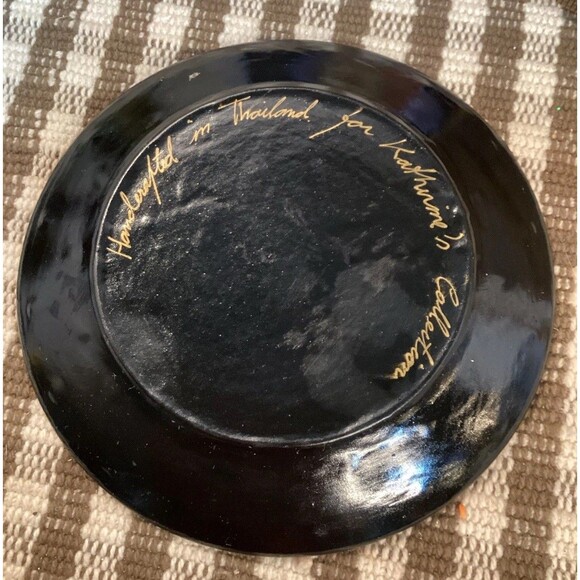 Handcrafted in Thailand for Katherine's Collection